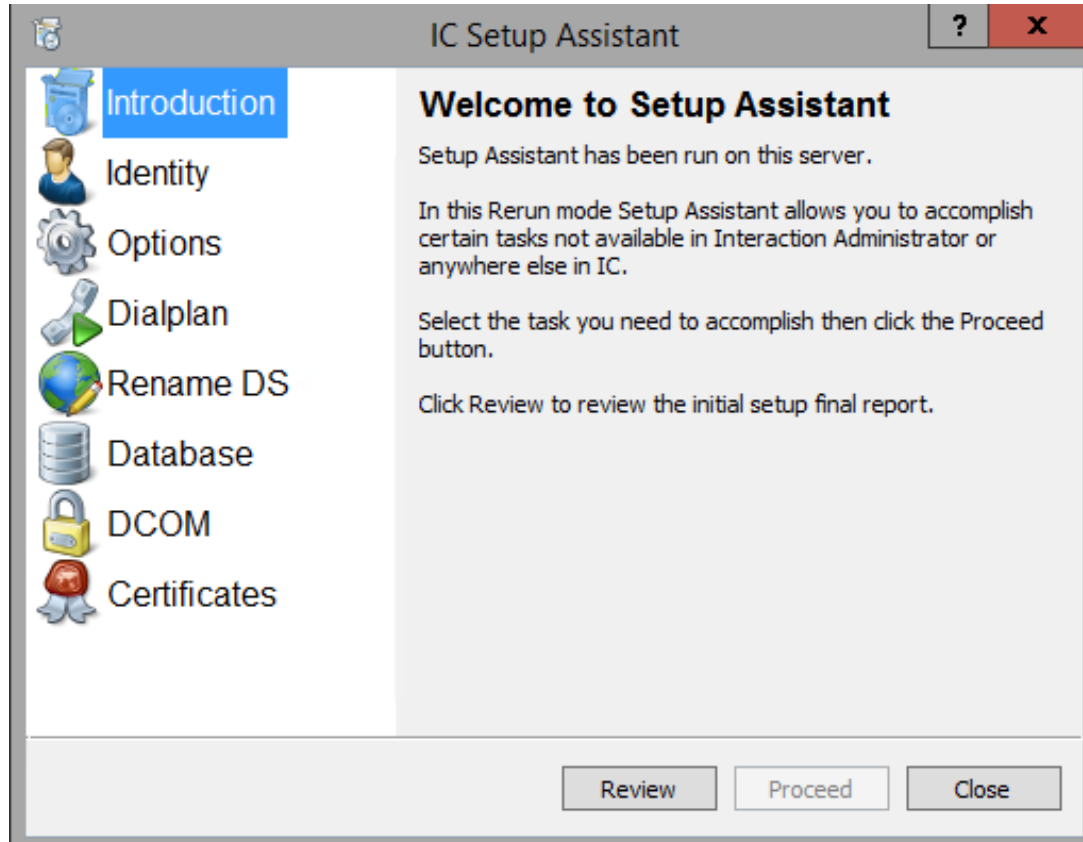 IC Setup Assistant
?
x
Introduction
Identity
Options
Dialplan
Rename DS
Database
DCOM
Certificates
Welcome to Setup Assistant
Setup Assistant has been run on this server.
In this Rerun mode Setup Assistant allows you to accomplish
certain tasks not available in Interaction Administrator or
anywhere else in IC.
Select the task you need to accomplish then click the Proceed
button.
Click Review to review the initial setup final report.
Review
Proceed
Close